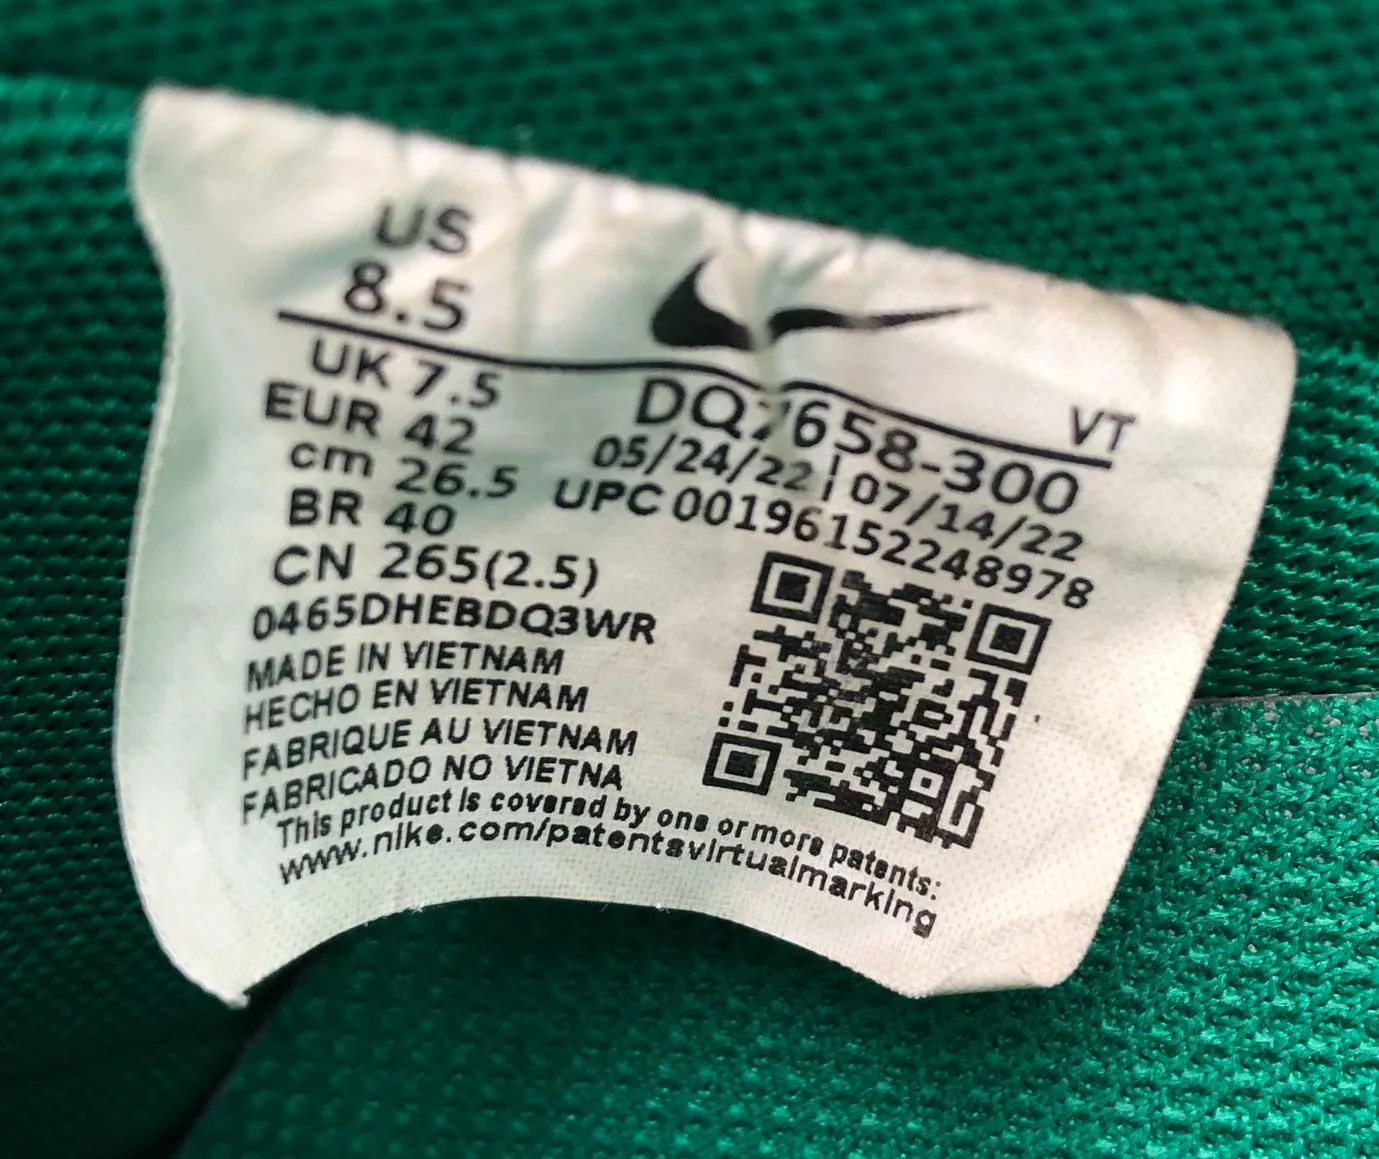 US
8.5
VT
UK 7.5
EUR 42
cm 26.5
BR 40
CN 265(2.5)
DQ7658-300
05/24/22 | 07/14/22
UPC 00196152248978
0465DHEBDQ3WR
MADE IN VIETNAM
HECHO EN VIETNAM
FABRIQUE AU VIETNAM
FABRICADO NO VIETNA
This product is covered by one or more patents:
www.nike.com/patentsvirtualmarking